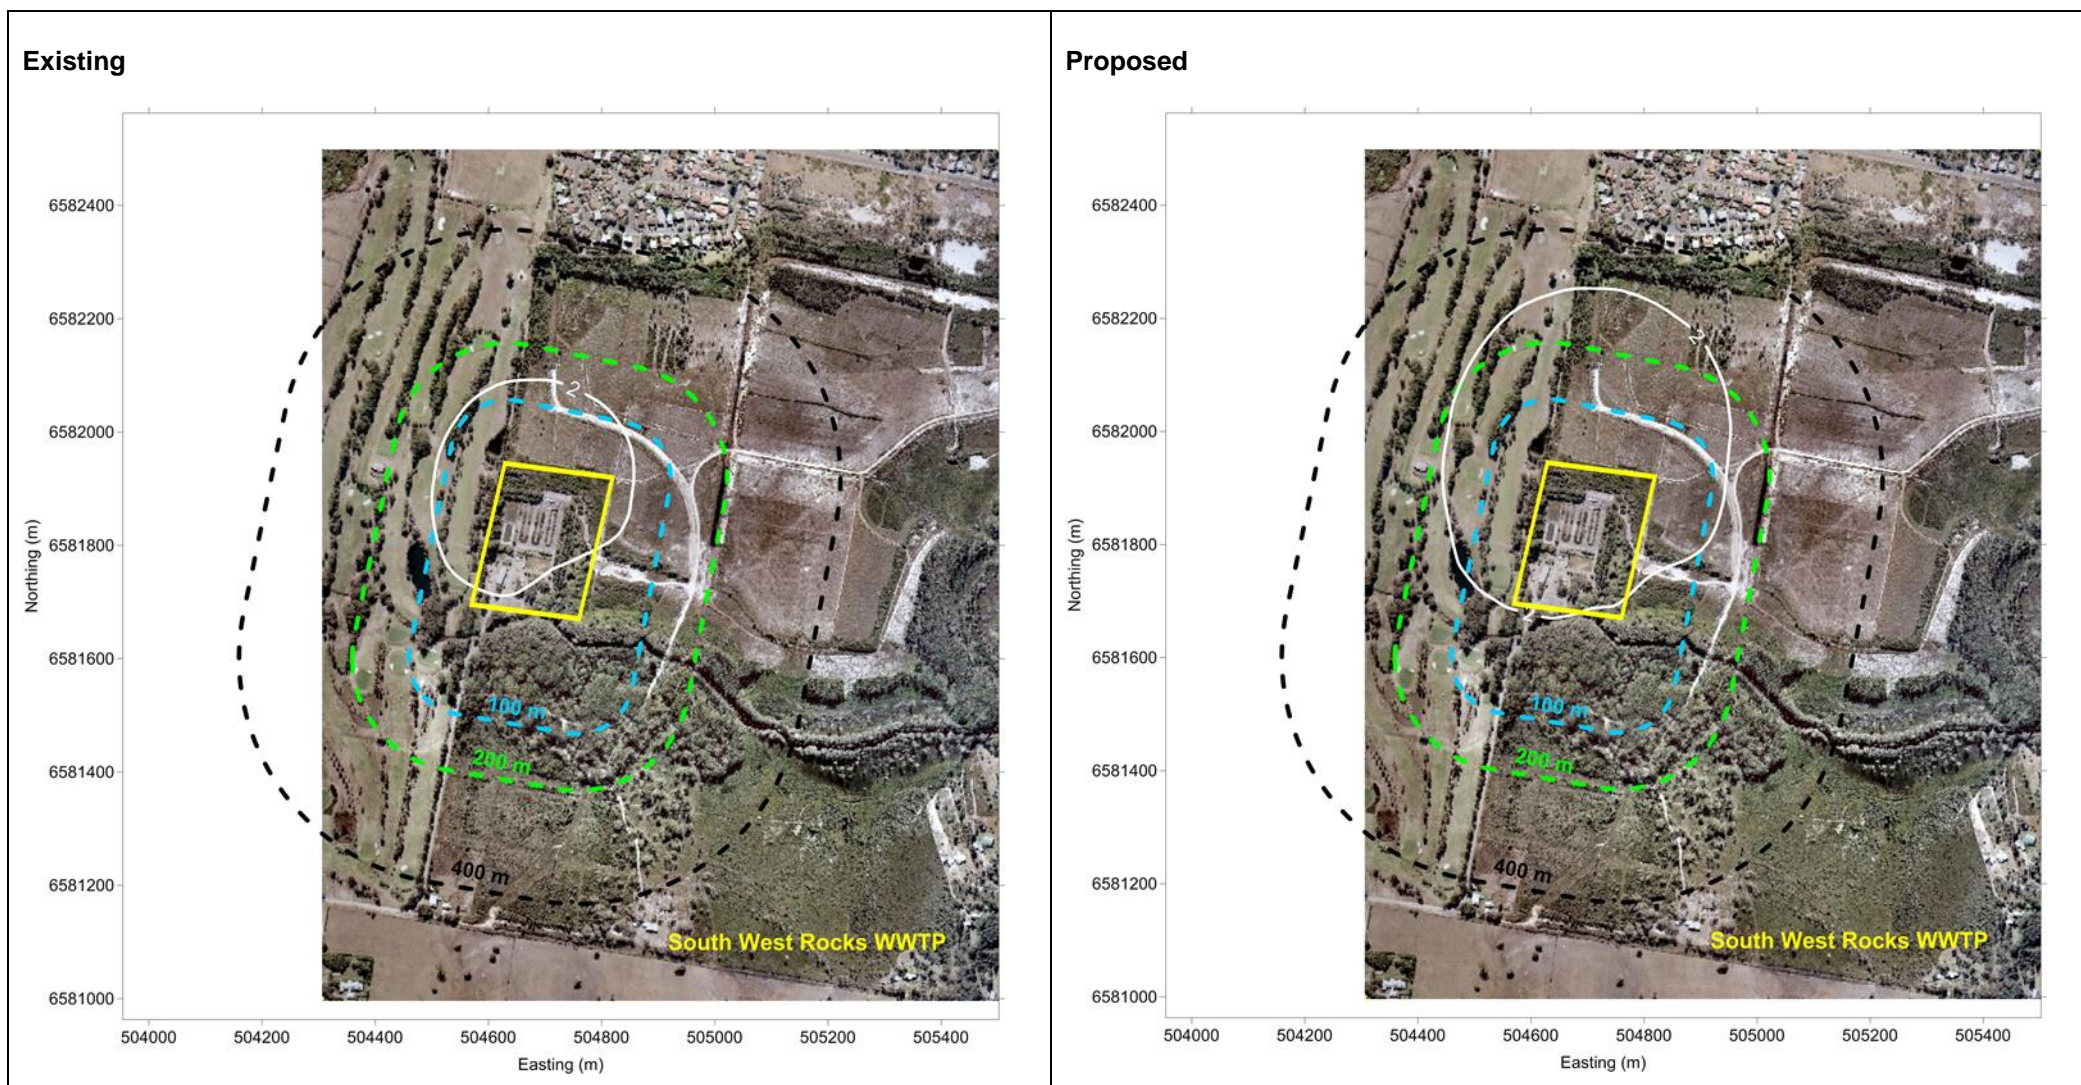 Existing
6582400
6582200
6582000
6581800
6581600
6581400
6581200
6581000
Northing (m)
2
100 m
200 m
400 m
South West Rocks WWTP
504000 504200 504400 504600 504800 505000 505200 505400
Easting (m)
Proposed
6582400
6582200
6582000
6581800
6581600
6581400
6581200
6581000
Northing (m)
2
2
100 m
200 m
400 m
South West Rocks WWTP
504000 504200 504400 504600 504800 505000 505200 505400
Easting (m)